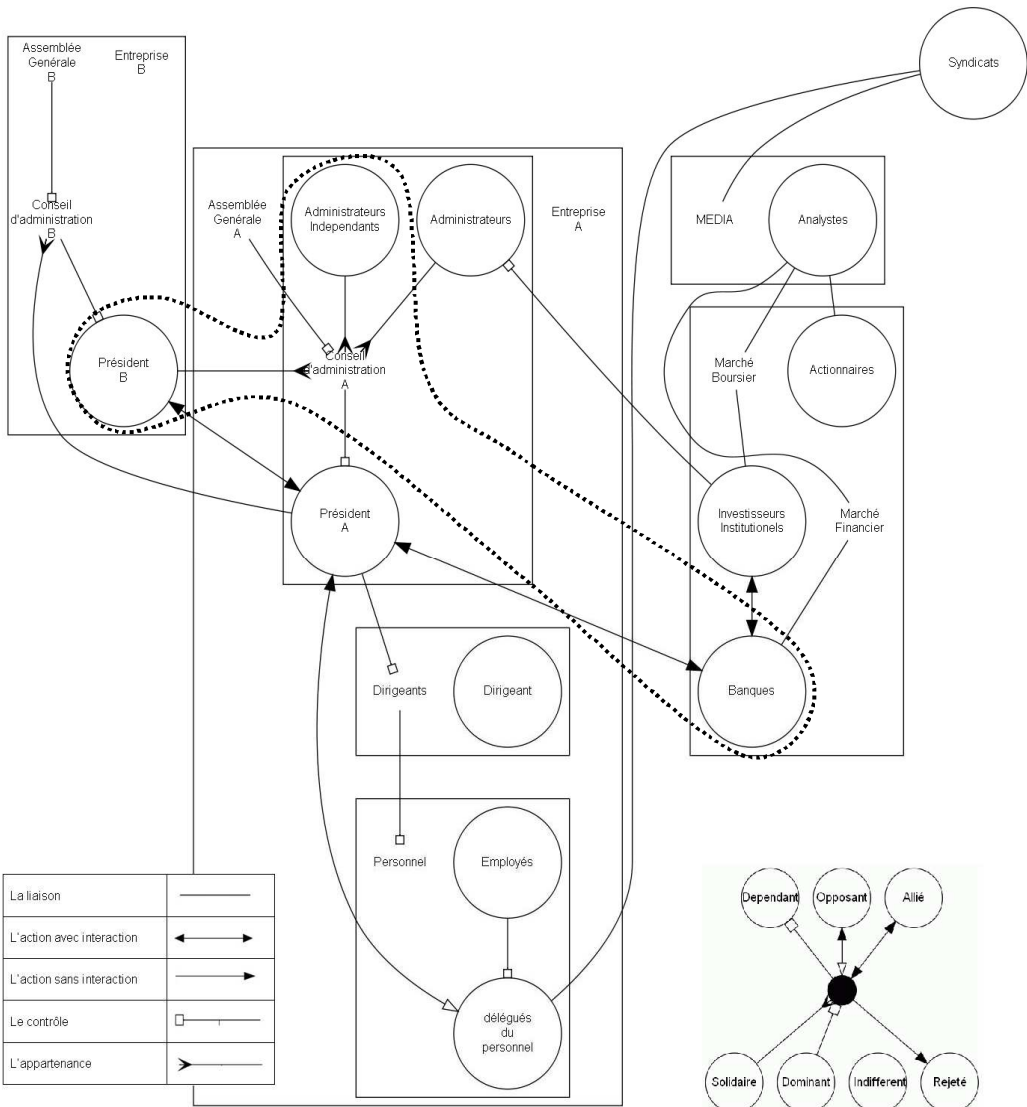 Assemblée
Genérale
B
Entreprise
B
Conseil
d'administration
B
Président
B
Assemblée
Genérale
A
Administrateurs
Independants
Administrateurs
Entreprise
A
Conseil
d'administration
A
Président
A
Dirigeants
Dirigeant
Personnel
Employés
délégués
du
personnel
Syndicats
MEDIA
Analystes
Marché
Boursier
Actionnaires
Investisseurs
Institutionels
Marché
Financier
Banques
La liaison
L'action avec interaction
L'action sans interaction
Le contrôle
L'appartenance
Dependant
Opposant
Allié
Solidaire
Dominant
Indifferent
Rejeté